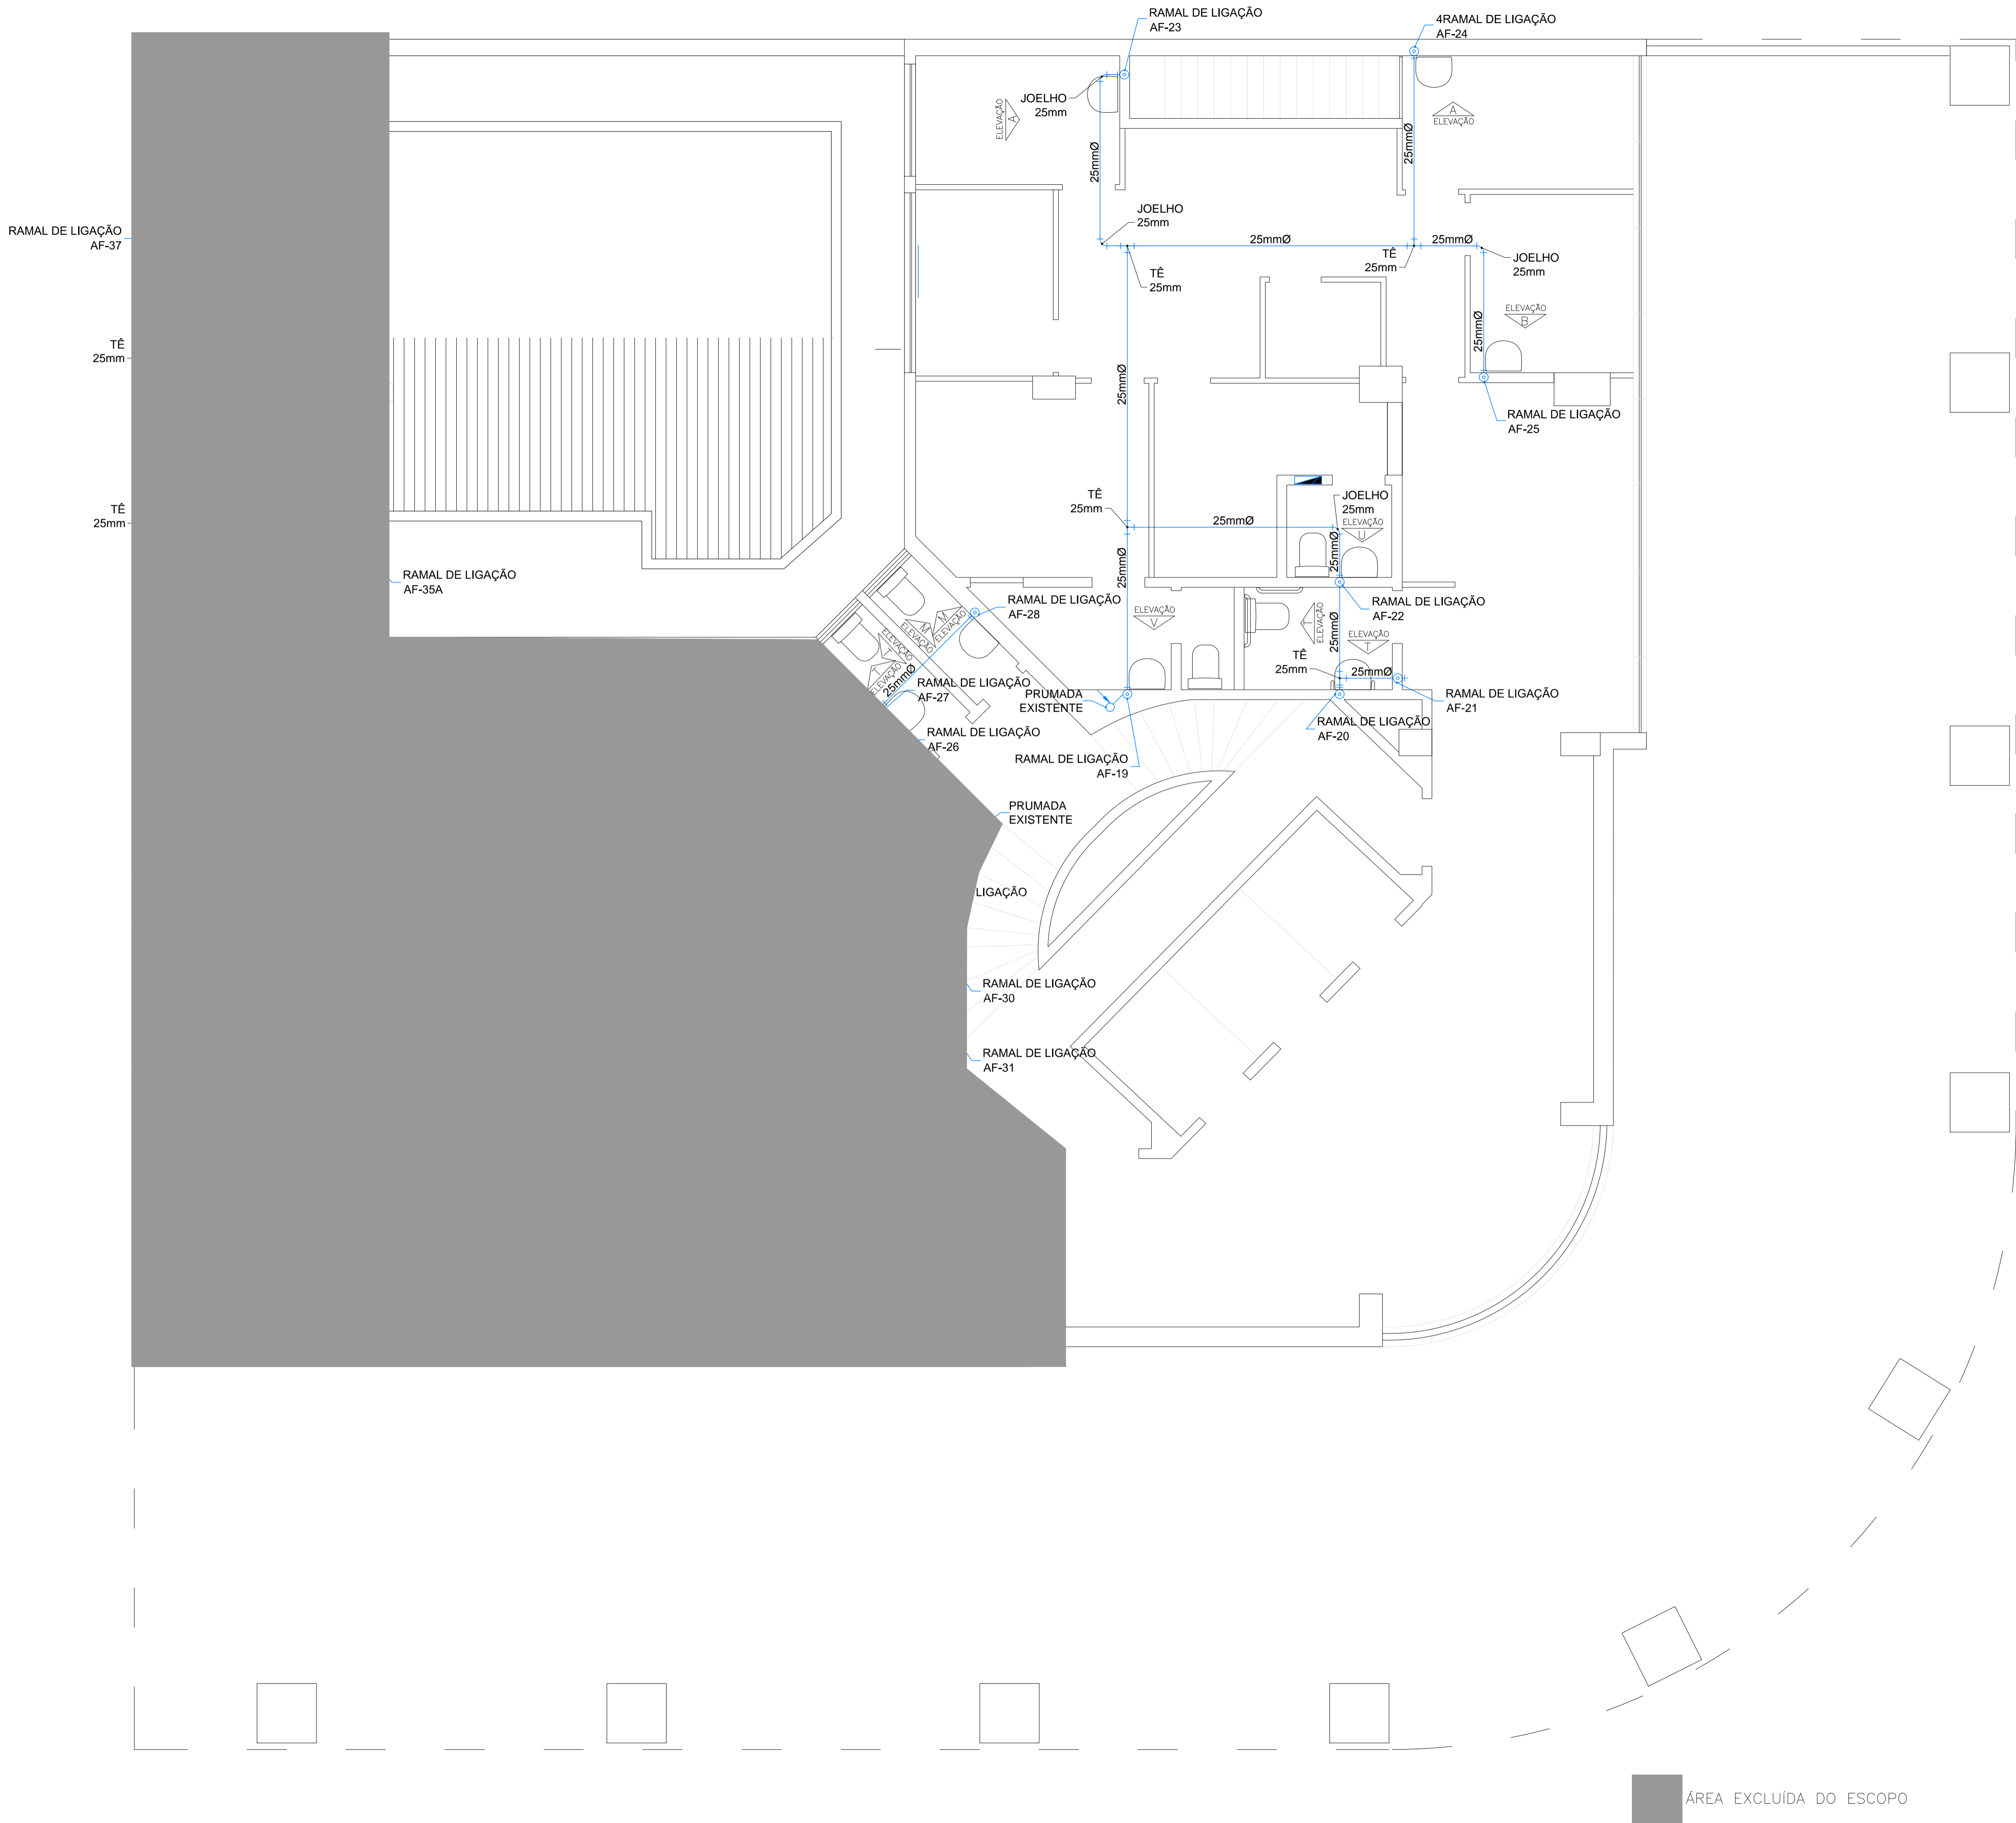 RAMAL DE LIGAÇÃO
AF-23
4RAMAL DE LIGAÇÃO
AF-24
JOELHO
25mm
ELEVAÇÃO
A
A
ELEVAÇÃO
25mmØ
25mmØ
JOELHO
25mm
RAMAL DE LIGAÇÃO
AF-37
25mmØ
25mmØ
TÊ
25mm
JOELHO
25mm
TÊ
25mm
ELEVAÇÃO
B
25mmØ
TÊ
25mm
25mmØ
RAMAL DE LIGAÇÃO
AF-25
TÊ
25mm
JOELHO
25mm
TÊ
25mm
25mmØ
ELEVAÇÃO
U
25mmØ
25mmØ
RAMAL DE LIGAÇÃO
AF-35A
RAMAL DE LIGAÇÃO
AF-28
RAMAL DE LIGAÇÃO
AF-22
ELEVAÇÃO
V
T
ELEVAÇÃO
25mmØ
ELEVAÇÃO
T
M
ELEVAÇÃO
M
ELEVAÇÃO
ELEVAÇÃO
T
T
ELEVAÇÃO
25mmØ
TÊ
25mm
25mmØ
RAMAL DE LIGAÇÃO
AF-27
PRUMADA
EXISTENTE
RAMAL DE LIGAÇÃO
AF-21
RAMAL DE LIGAÇÃO
AF-20
RAMAL DE LIGAÇÃO
AF-26
RAMAL DE LIGAÇÃO
AF-19
PRUMADA
EXISTENTE
LIGAÇÃO
RAMAL DE LIGAÇÃO
AF-30
RAMAL DE LIGAÇÃO
AF-31
ÁREA EXCLUÍDA DO ESCOPO